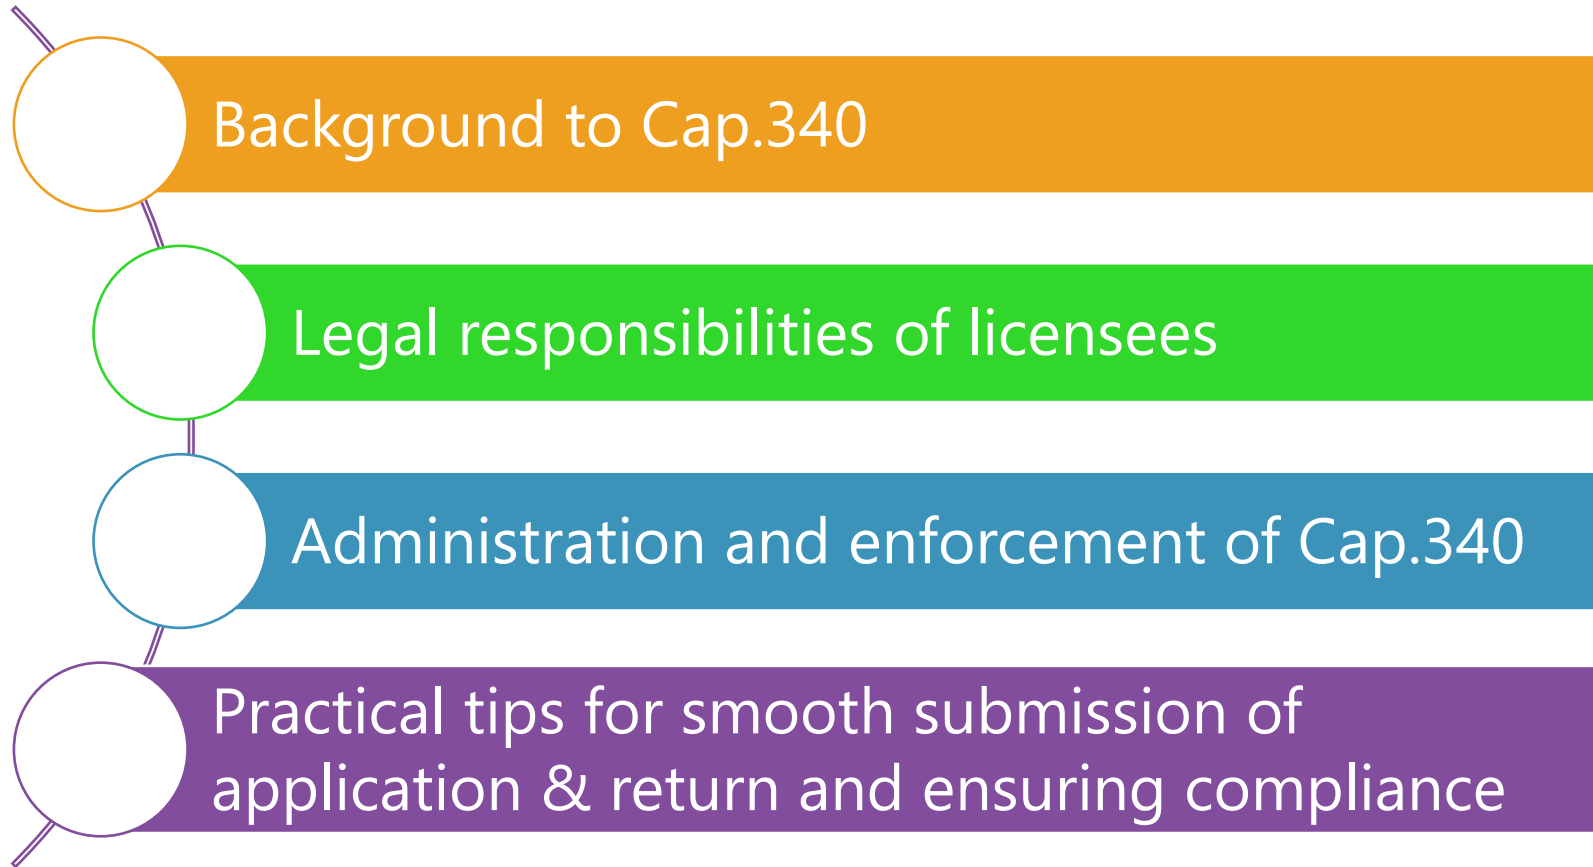 Background to Cap.340
Legal responsibilities of licensees
Administration and enforcement of Cap.340
Practical tips for smooth submission of
application & return and ensuring compliance